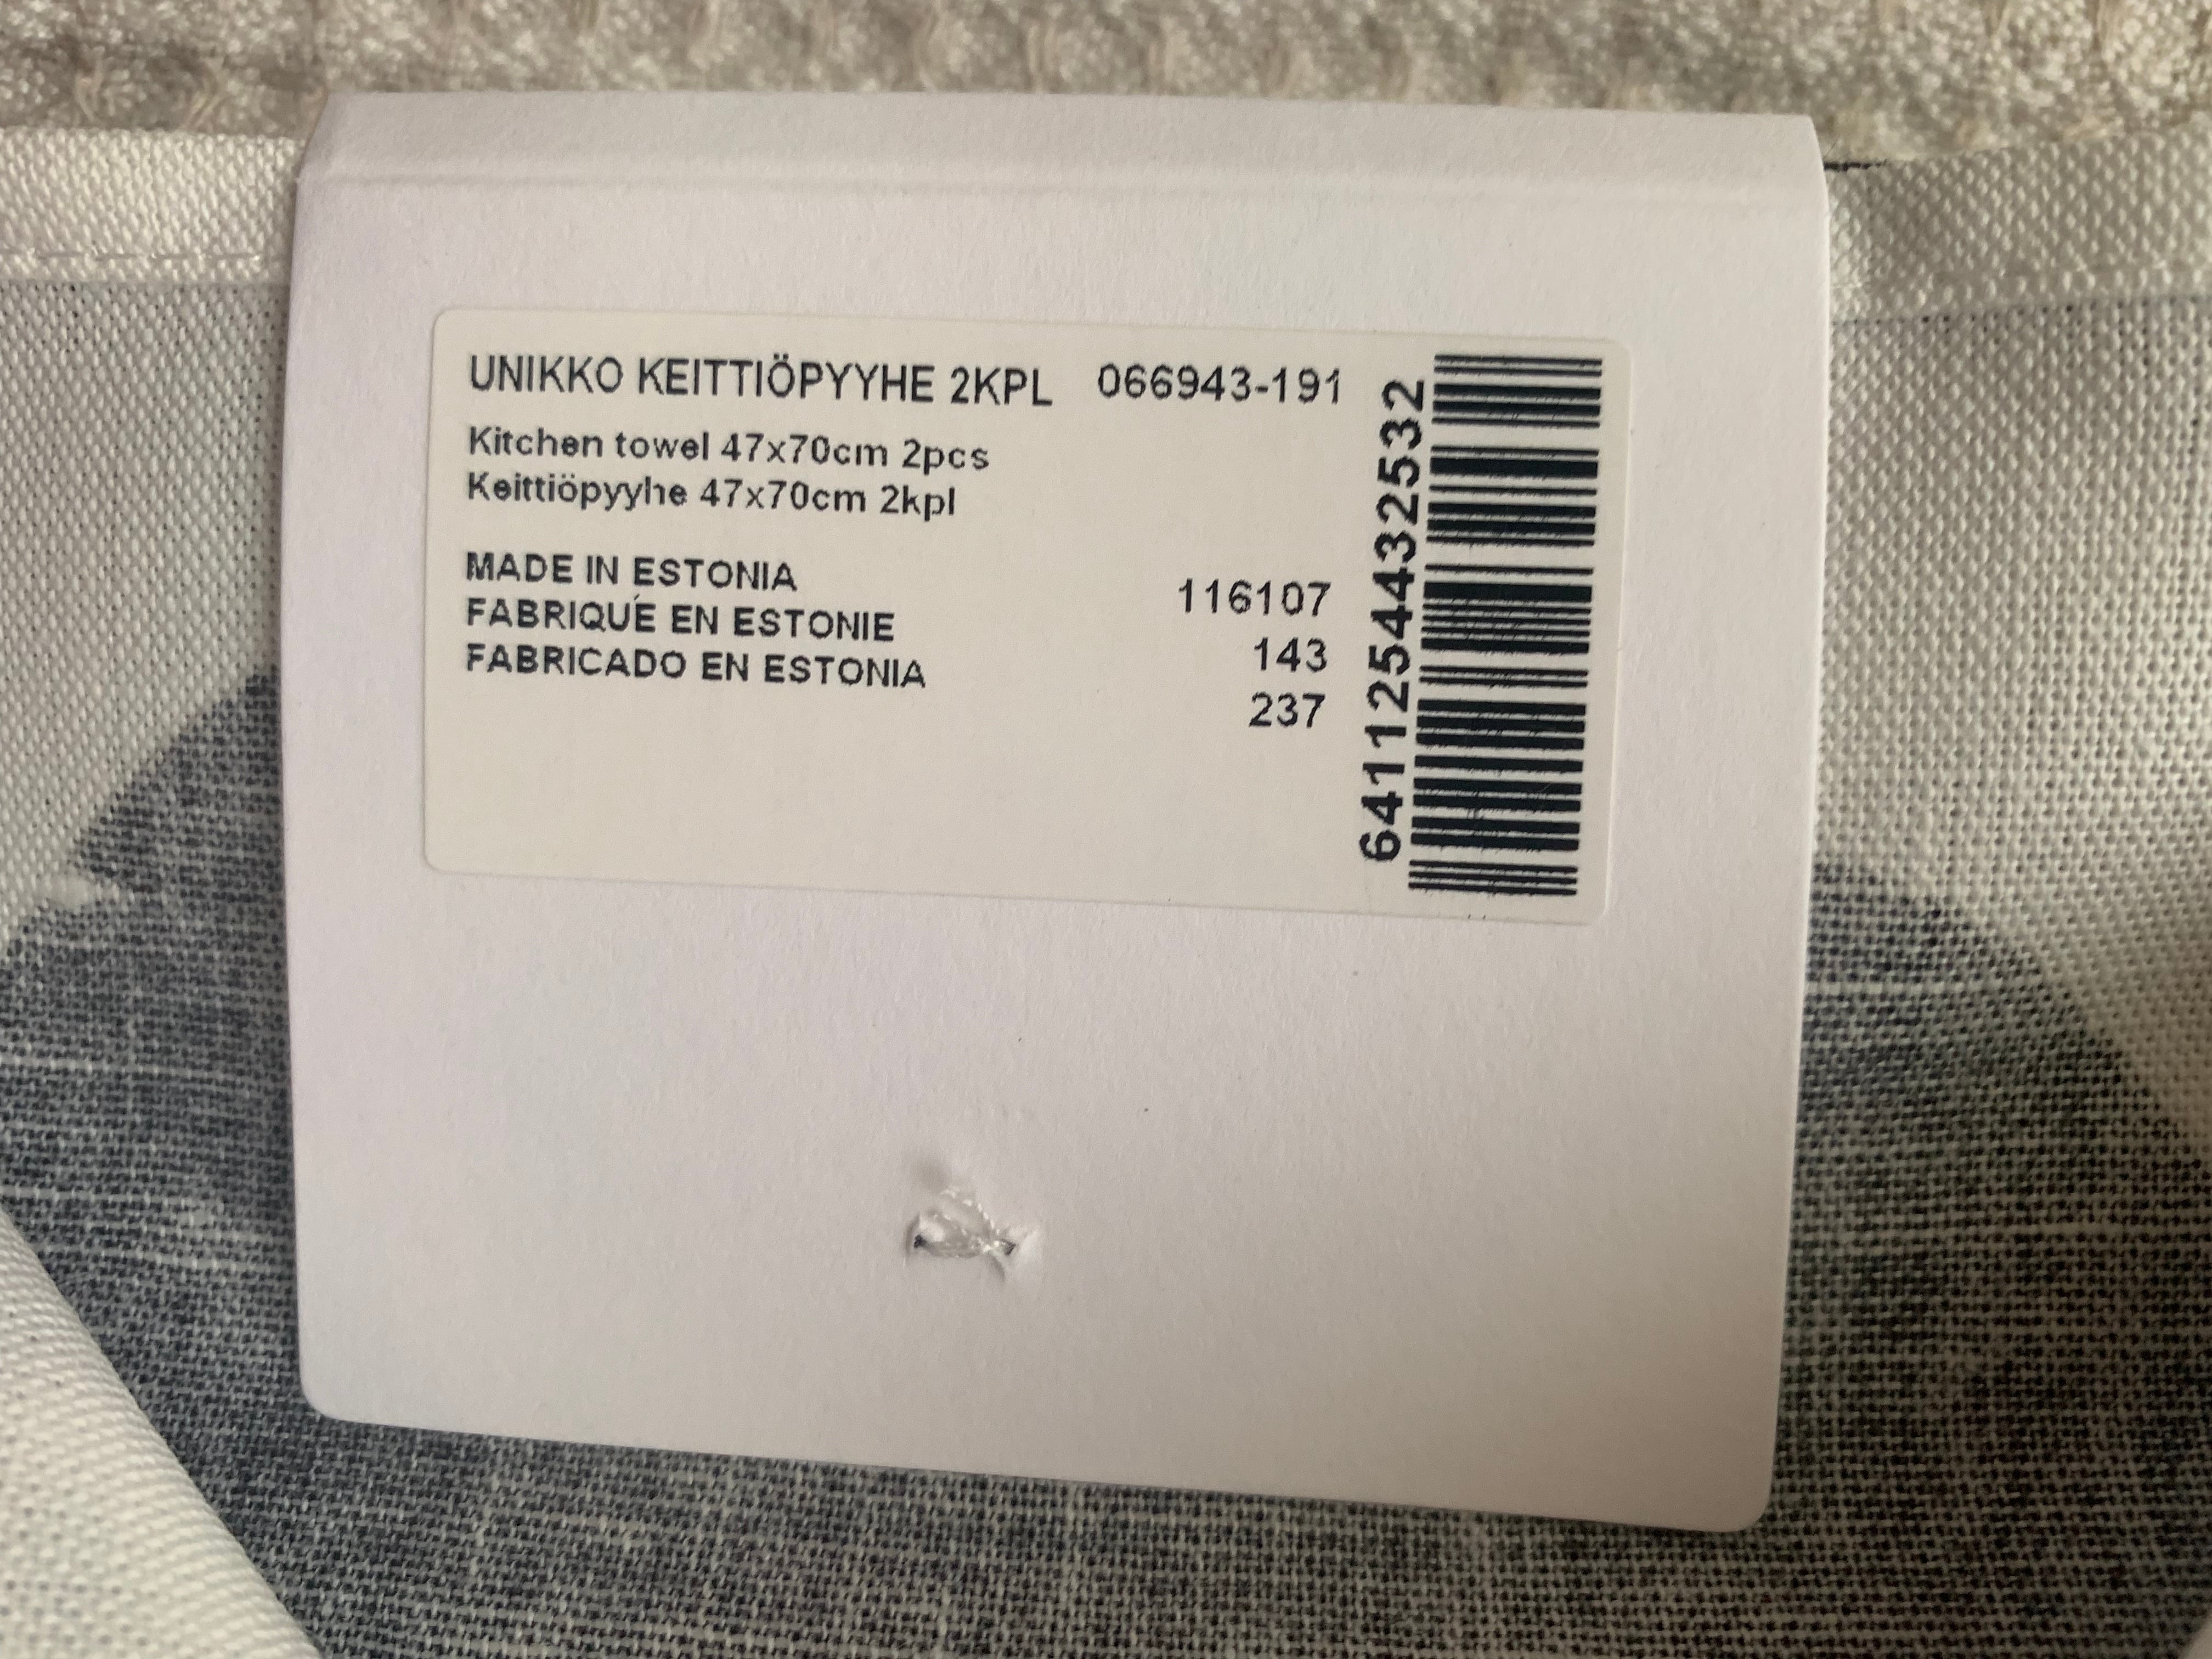 UNIKKO KEITTIÖPYYHE 2KPL 066943-191
Kitchen towel 47x70cm 2pcs
Keittiöpyyhe 47x70cm 2kpl
MADE IN ESTONIA
FABRIQUÉ EN ESTONIE
FABRICADO EN ESTONIA
116107
143
237
6411254432532